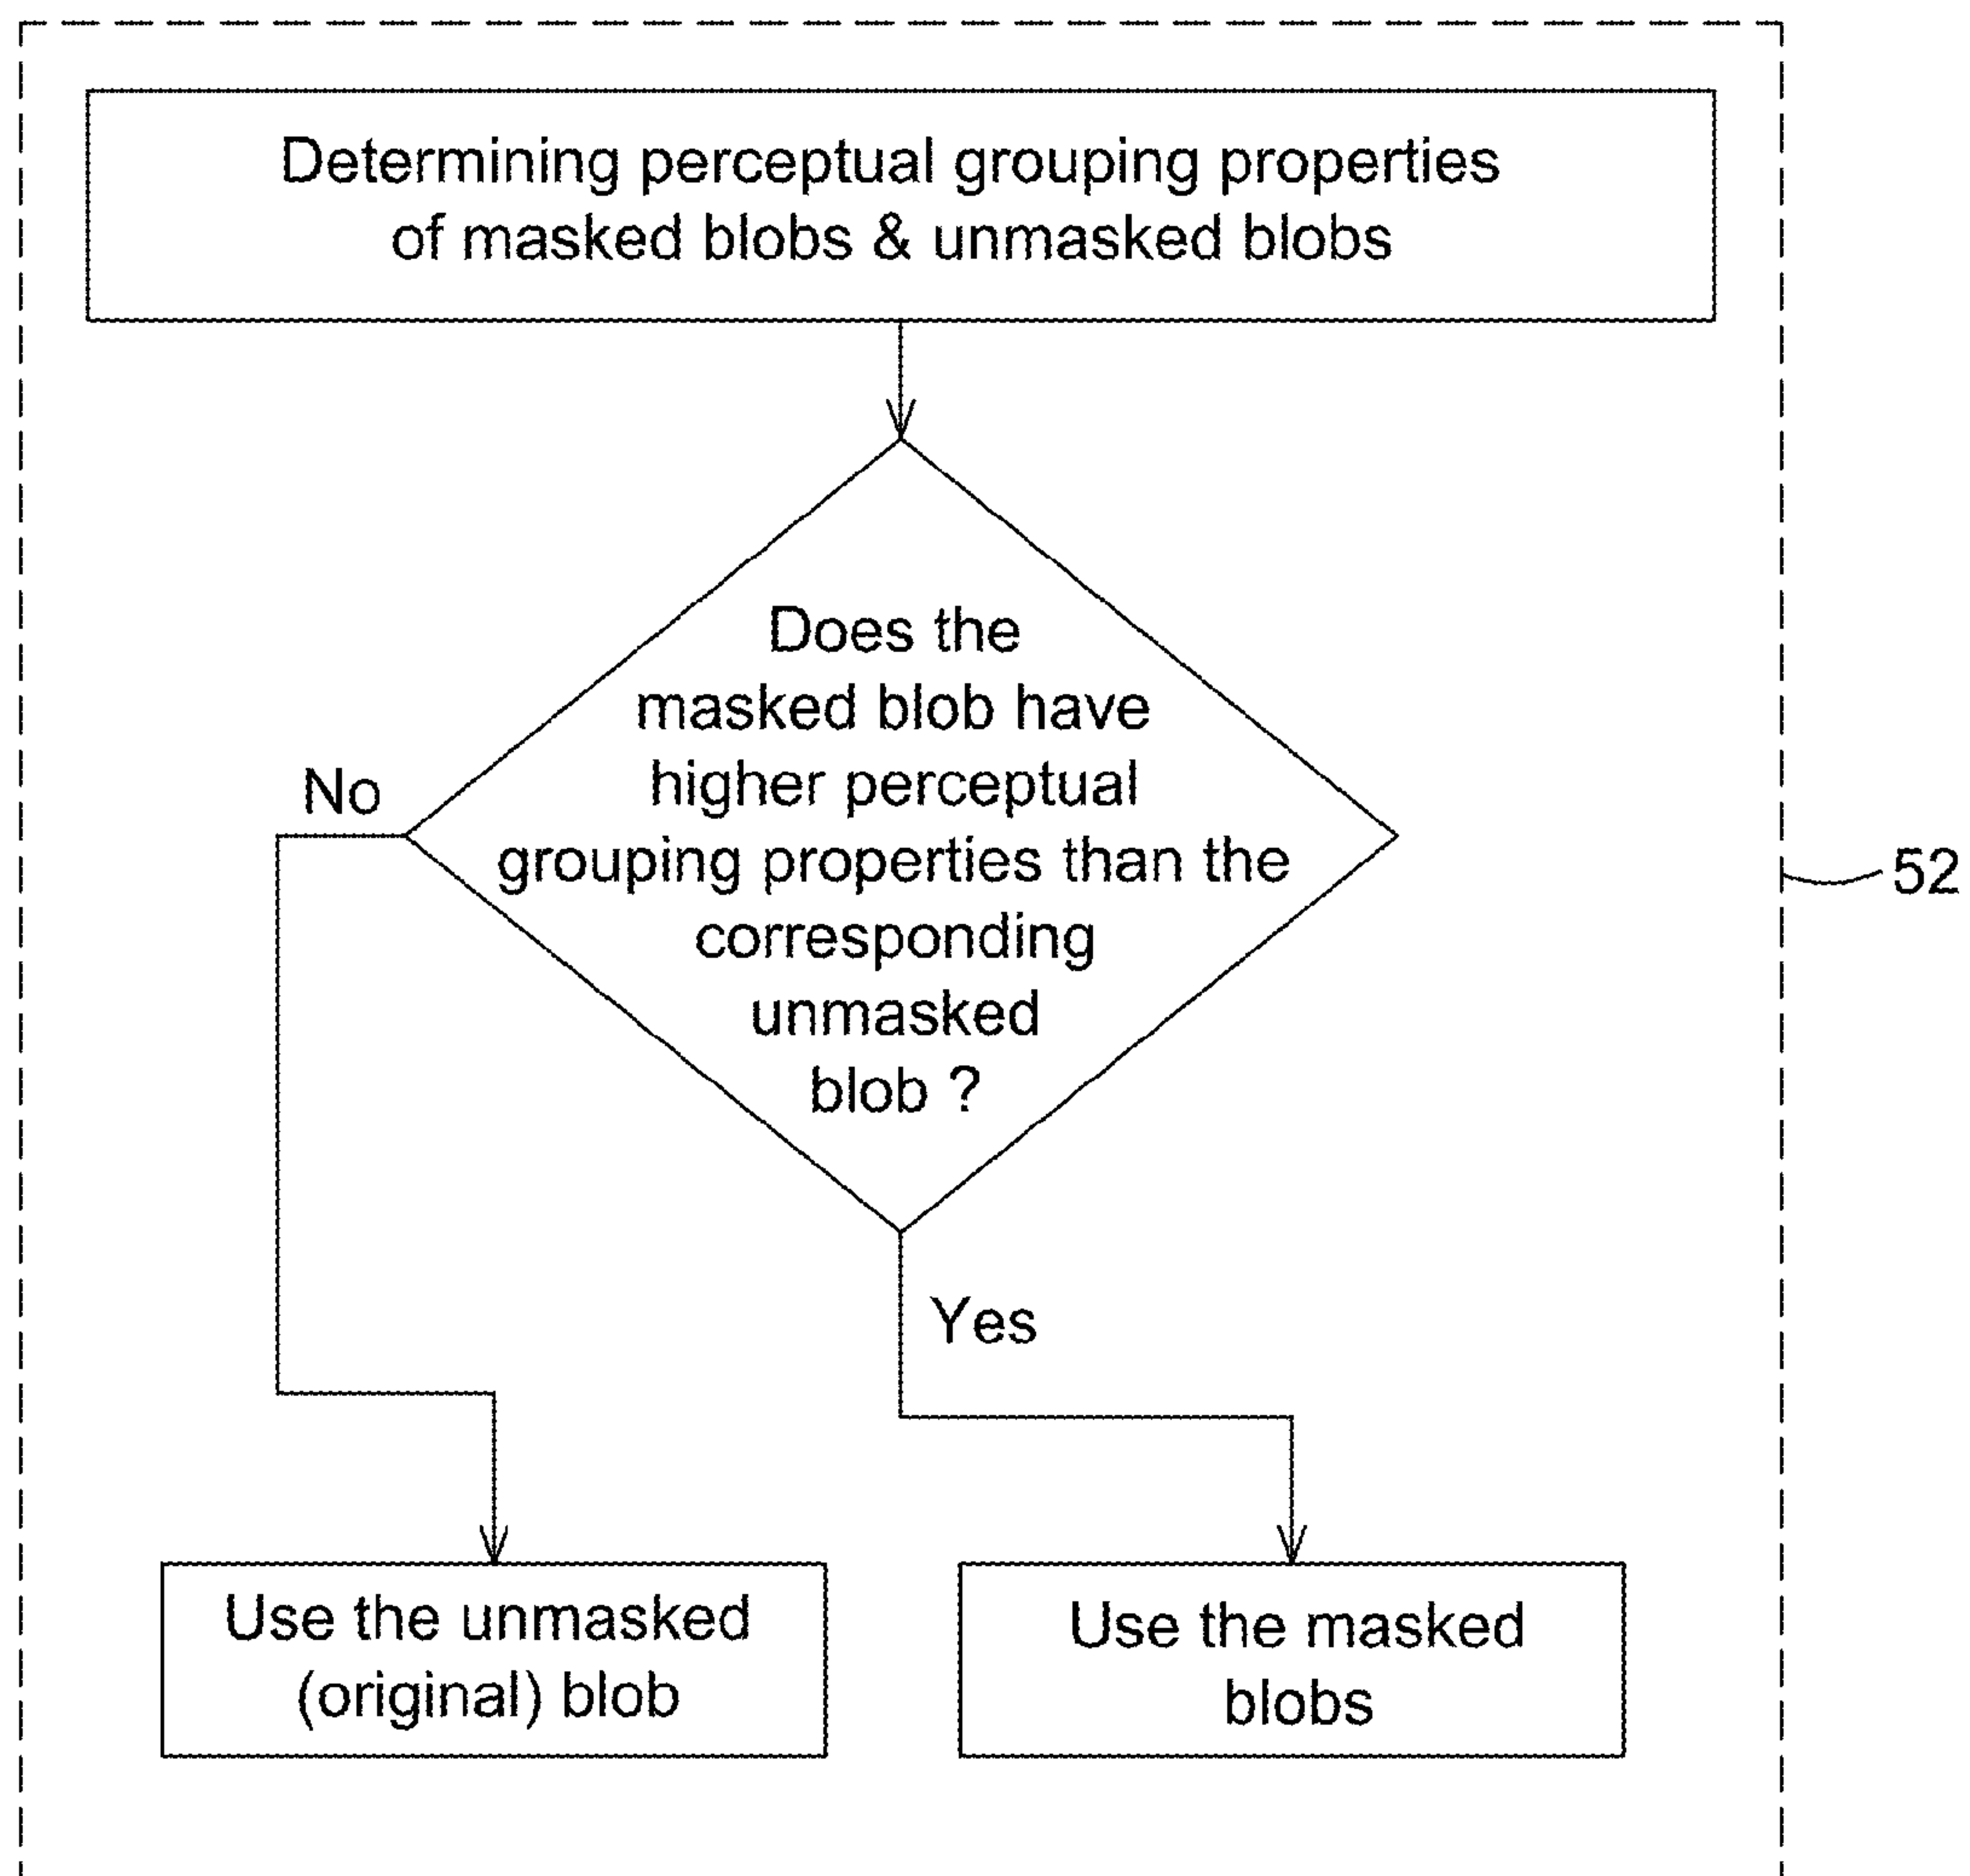 Determining perceptual grouping properties
of masked blobs & unmasked blobs
Does the
masked blob have
higher perceptual
grouping properties than the
corresponding
unmasked
blob ?
No
52
Yes
Use the unmasked
(original) blob
Use the masked
blobs